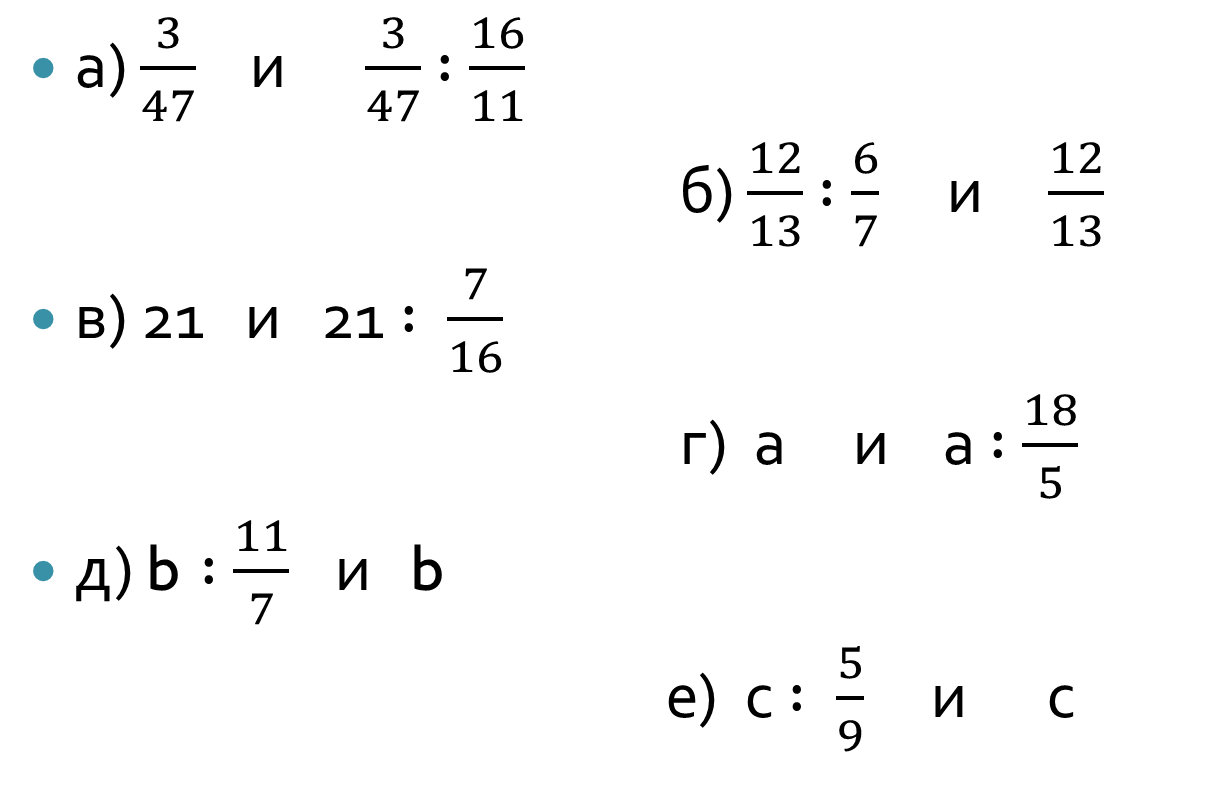 • а) 3/47 и 3/47 : 16/11
б) 12/13 : 6/7 и 12/13
• в) 21 и 21 : 7/16
г) а и а : 18/5
• д) b : 11/7 и b
е) с : 5/9 и с